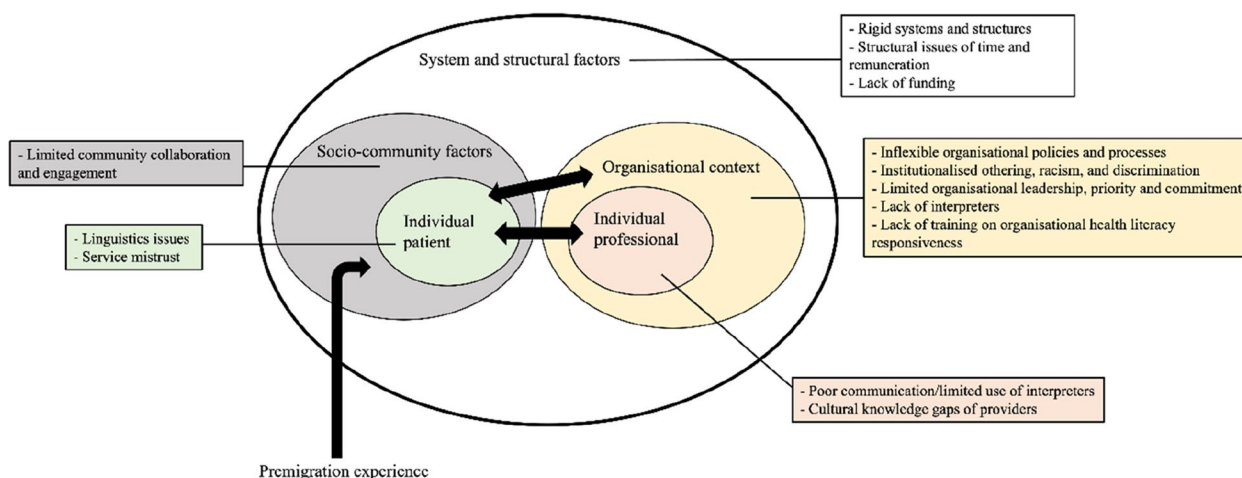 - Rigid systems and structures
- Structural issues of time and
remuneration
- Lack of funding
System and structural factors
- Limited community collaboration
and engagement
Socio-community factors
Organisational context
- Inflexible organisational policies and processes
- Institutionalised othering, racism, and discrimination
- Limited organisational leadership, priority and commitment
- Lack of interpreters
- Lack of training on organisational health literacy
responsiveness
Individual
patient
Individual
professional
- Linguistics issues
- Service mistrust
- Poor communication/limited use of interpreters
- Cultural knowledge gaps of providers
Premigration experience